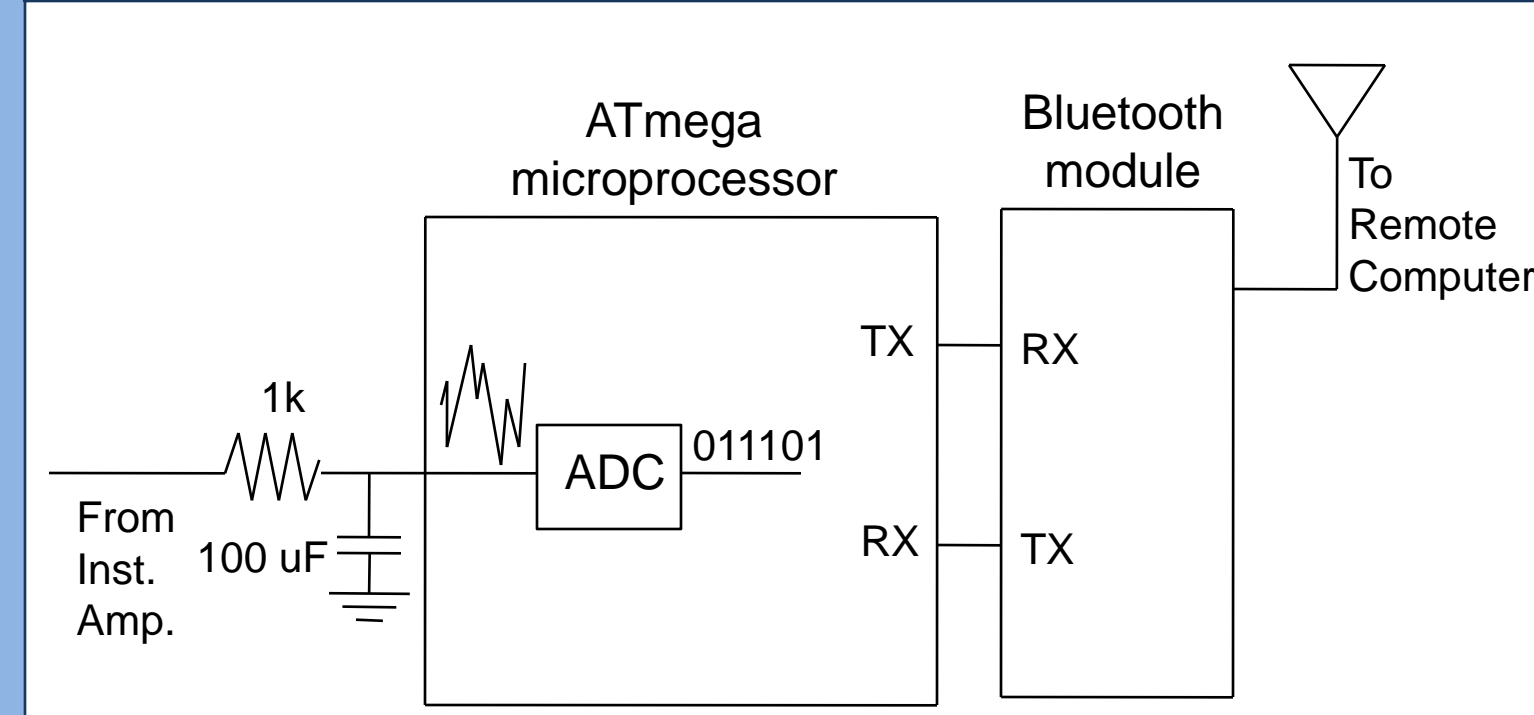 ATmega
microprocessor
Bluetooth
module
To
Remote
Computer
TX
RX
1k
ADC
011101
From
Inst.
Amp.
100 uF
RX
TX